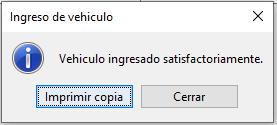 Ingreso de vehiculo
Vehiculo ingresado satisfactoriamente.
Imprimir copia
Cerrar